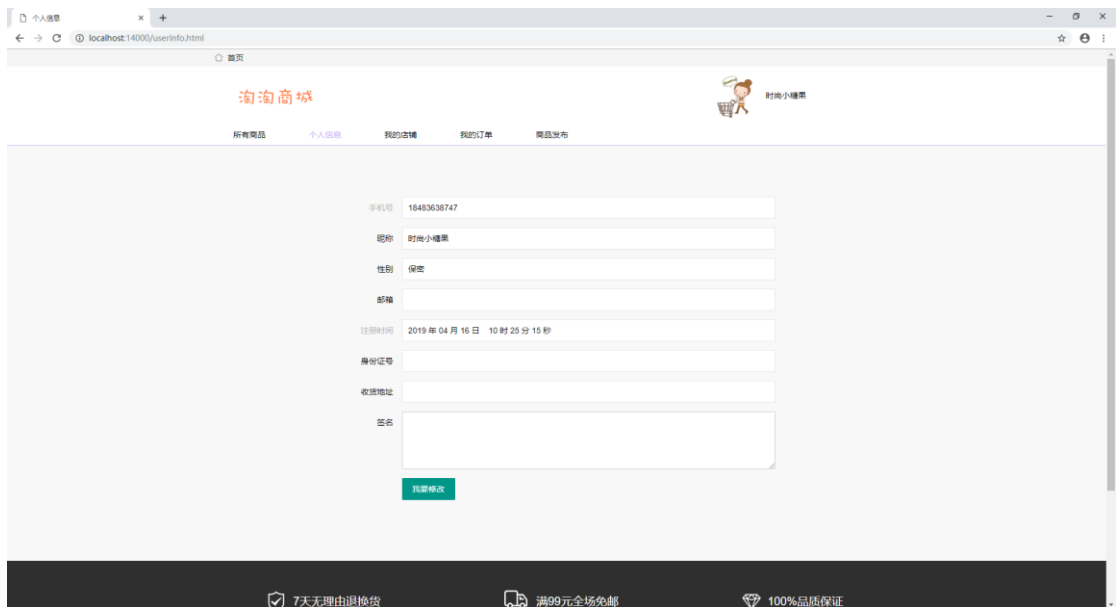 个人信息
localhost:14000/userinfo.html
首页
淘淘商城
时尚小糖果
所有商品 个人信息 我的店铺 我的订单 商品发布
手机号 18483638747
昵称 时尚小糖果
性别 保密
邮箱
注册时间 2019 年 04 月 16 日 10 时 25 分 15 秒
身份证号
收货地址
签名
我要修改
7天无理由退换货 满99元全场免邮 100%品质保证